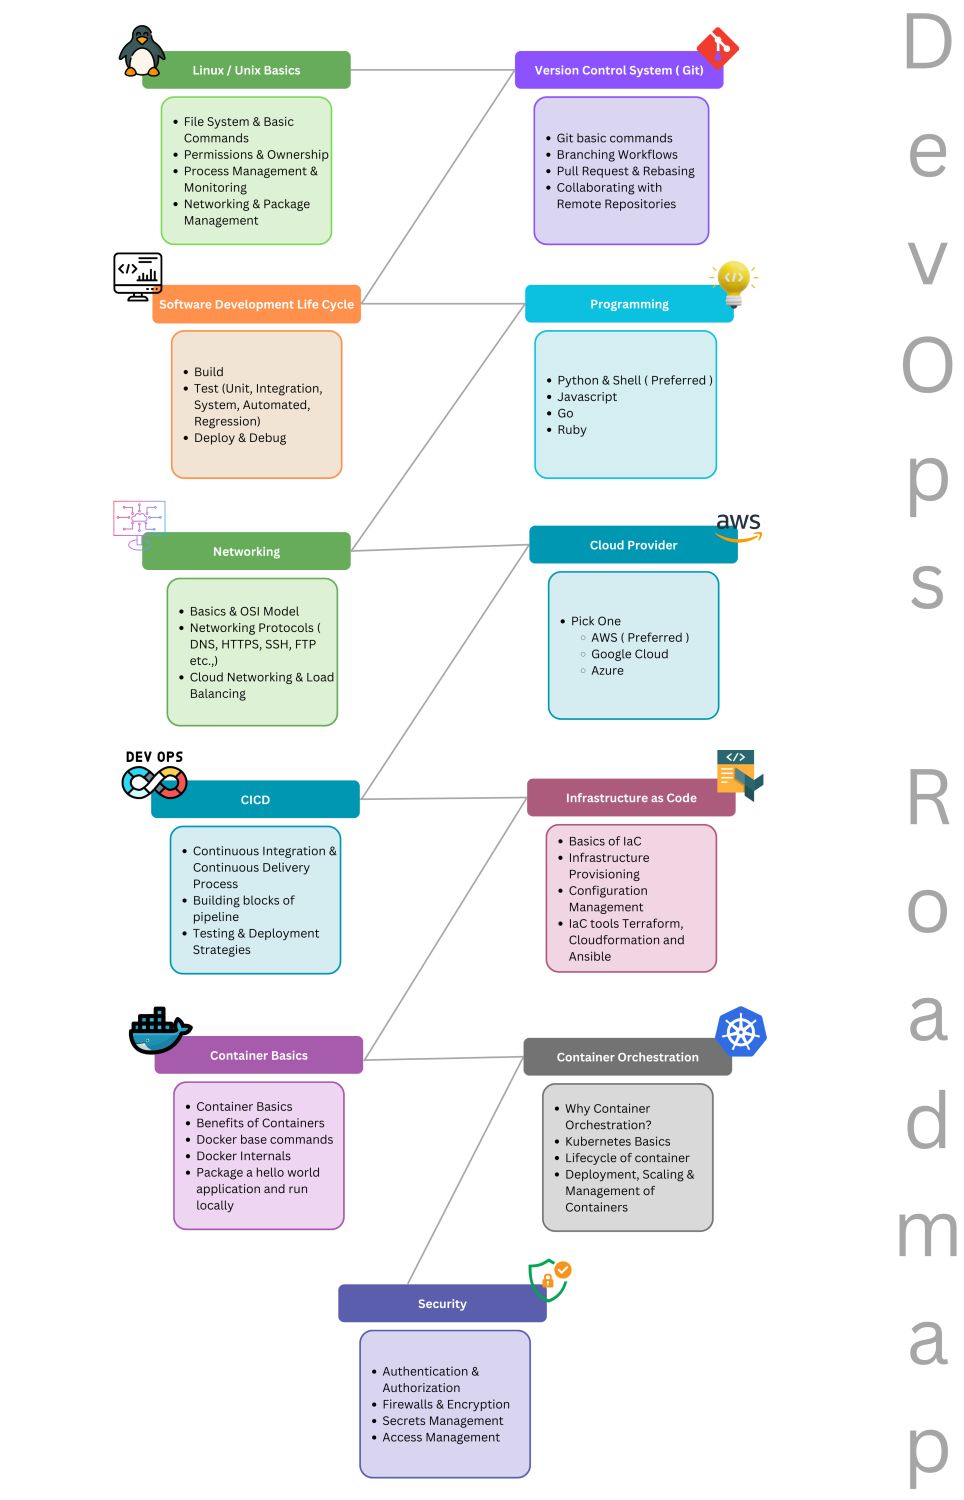 Linux / Unix Basics
File System & Basic
Commands
Permissions & Ownership
Process Management &
Monitoring
Networking & Package
Management
Version Control System ( Git)
Git basic commands
Branching Workflows
Pull Request & Rebasing
Collaborating with
Remote Repositories
</>
Software Development Life Cycle
Build
Test (Unit, Integration,
System, Automated,
Regression)
Deploy & Debug
</>
Programming
Python & Shell ( Preferred )
Javascript
Go
Ruby
Networking
Basics & OSI Model
Networking Protocols (
DNS, HTTPS, SSH, FTP
etc.,)
Cloud Networking & Load
Balancing
aws
Cloud Provider
Pick One
AWS ( Preferred )
Google Cloud
Azure
DEV OPS
CICD
Continuous Integration &
Continuous Delivery
Process
Building blocks of
pipeline
Testing & Deployment
Strategies
</>
Infrastructure as Code
Basics of IaC
Infrastructure
Provisioning
Configuration
Management
IaC tools Terraform,
Cloudformation and
Ansible
Container Basics
Container Basics
Benefits of Containers
Docker base commands
Docker Internals
Package a hello world
application and run
locally
Container Orchestration
Why Container
Orchestration?
Kubernetes Basics
Lifecycle of container
Deployment, Scaling &
Management of
Containers
Security
Authentication &
Authorization
Firewalls & Encryption
Secrets Management
Access Management
DevOps Roadmap